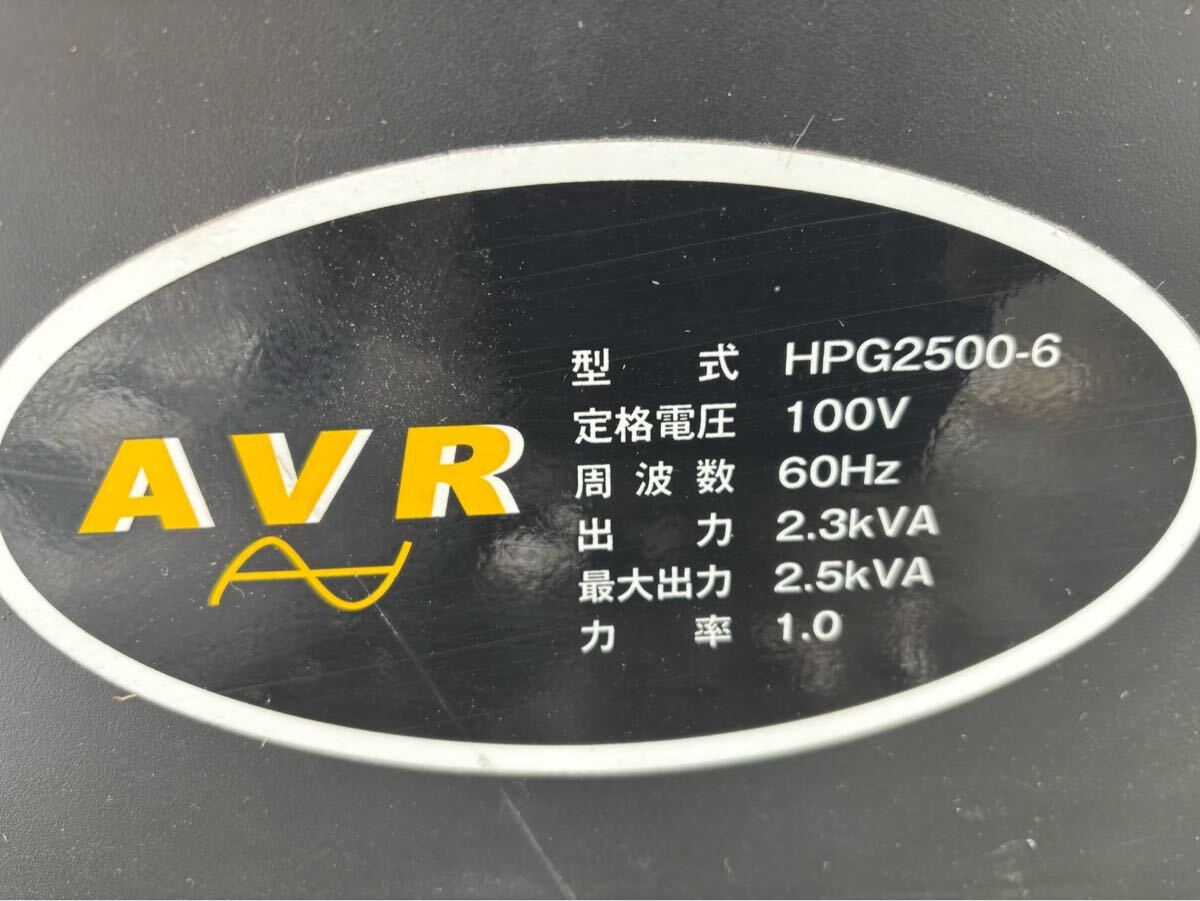 AVR
型式 HPG2500-6
定格電圧 100V
周波数 60Hz
出力 2.3kVA
最大出力 2.5kVA
力率 1.0